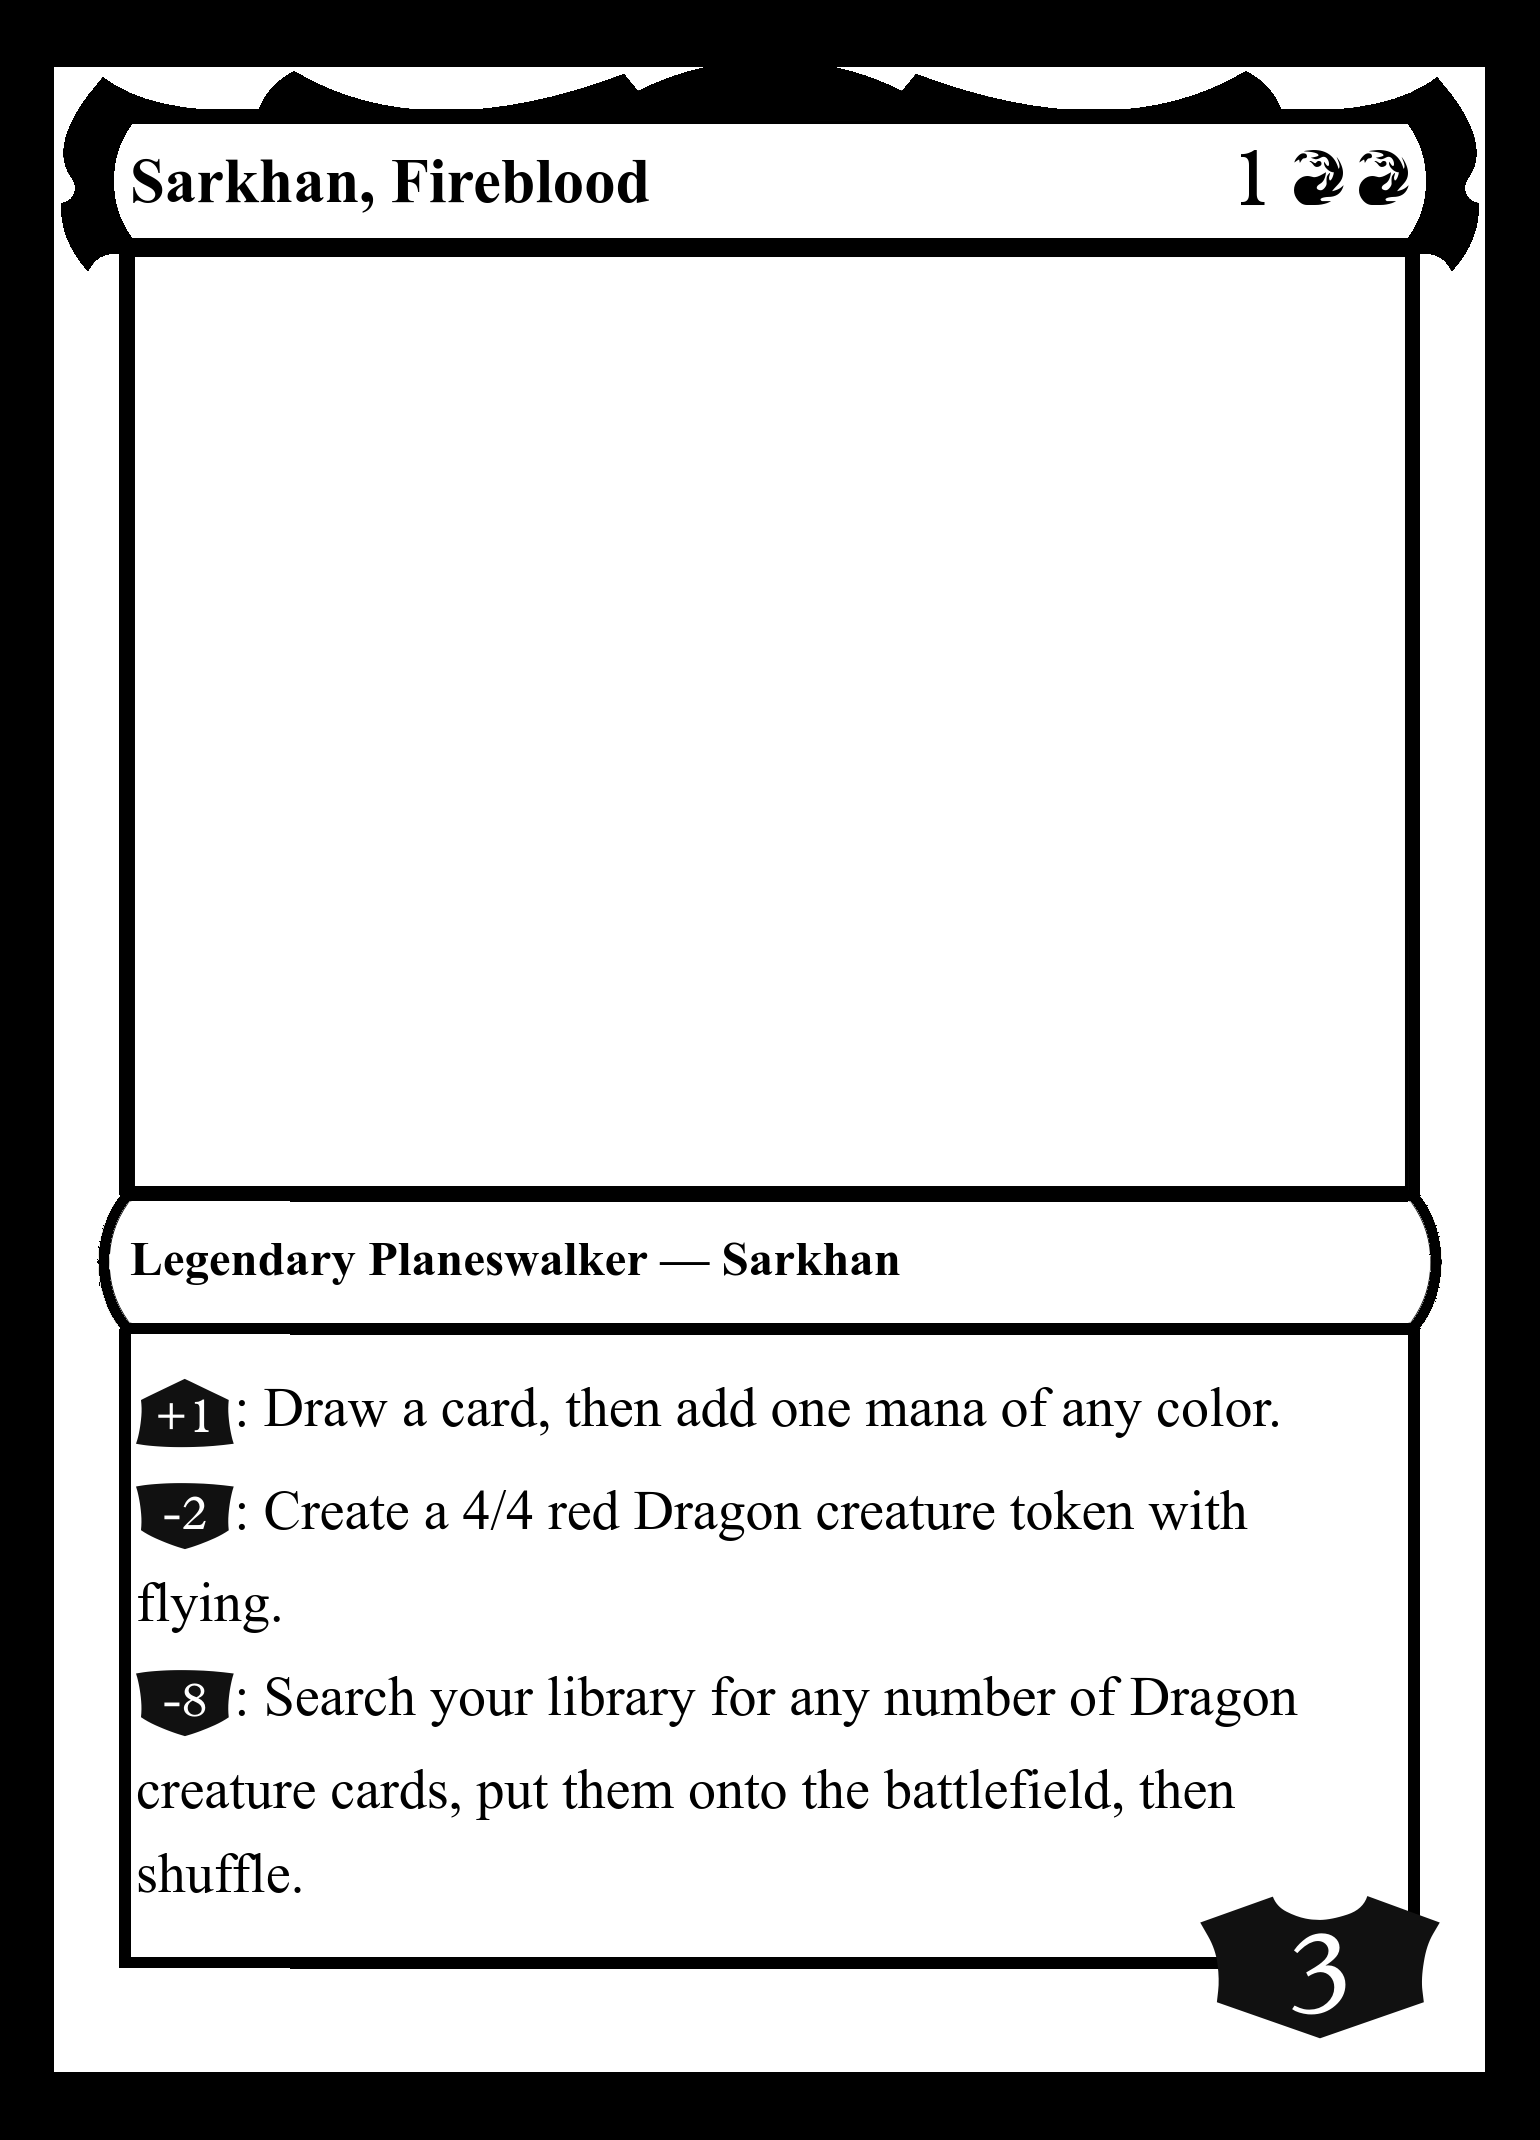 Sarkhan, Fireblood 1
Legendary Planeswalker — Sarkhan
+1: Draw a card, then add one mana of any color.
-2: Create a 4/4 red Dragon creature token with
flying.
-8: Search your library for any number of Dragon
creature cards, put them onto the battlefield, then
shuffle.
3